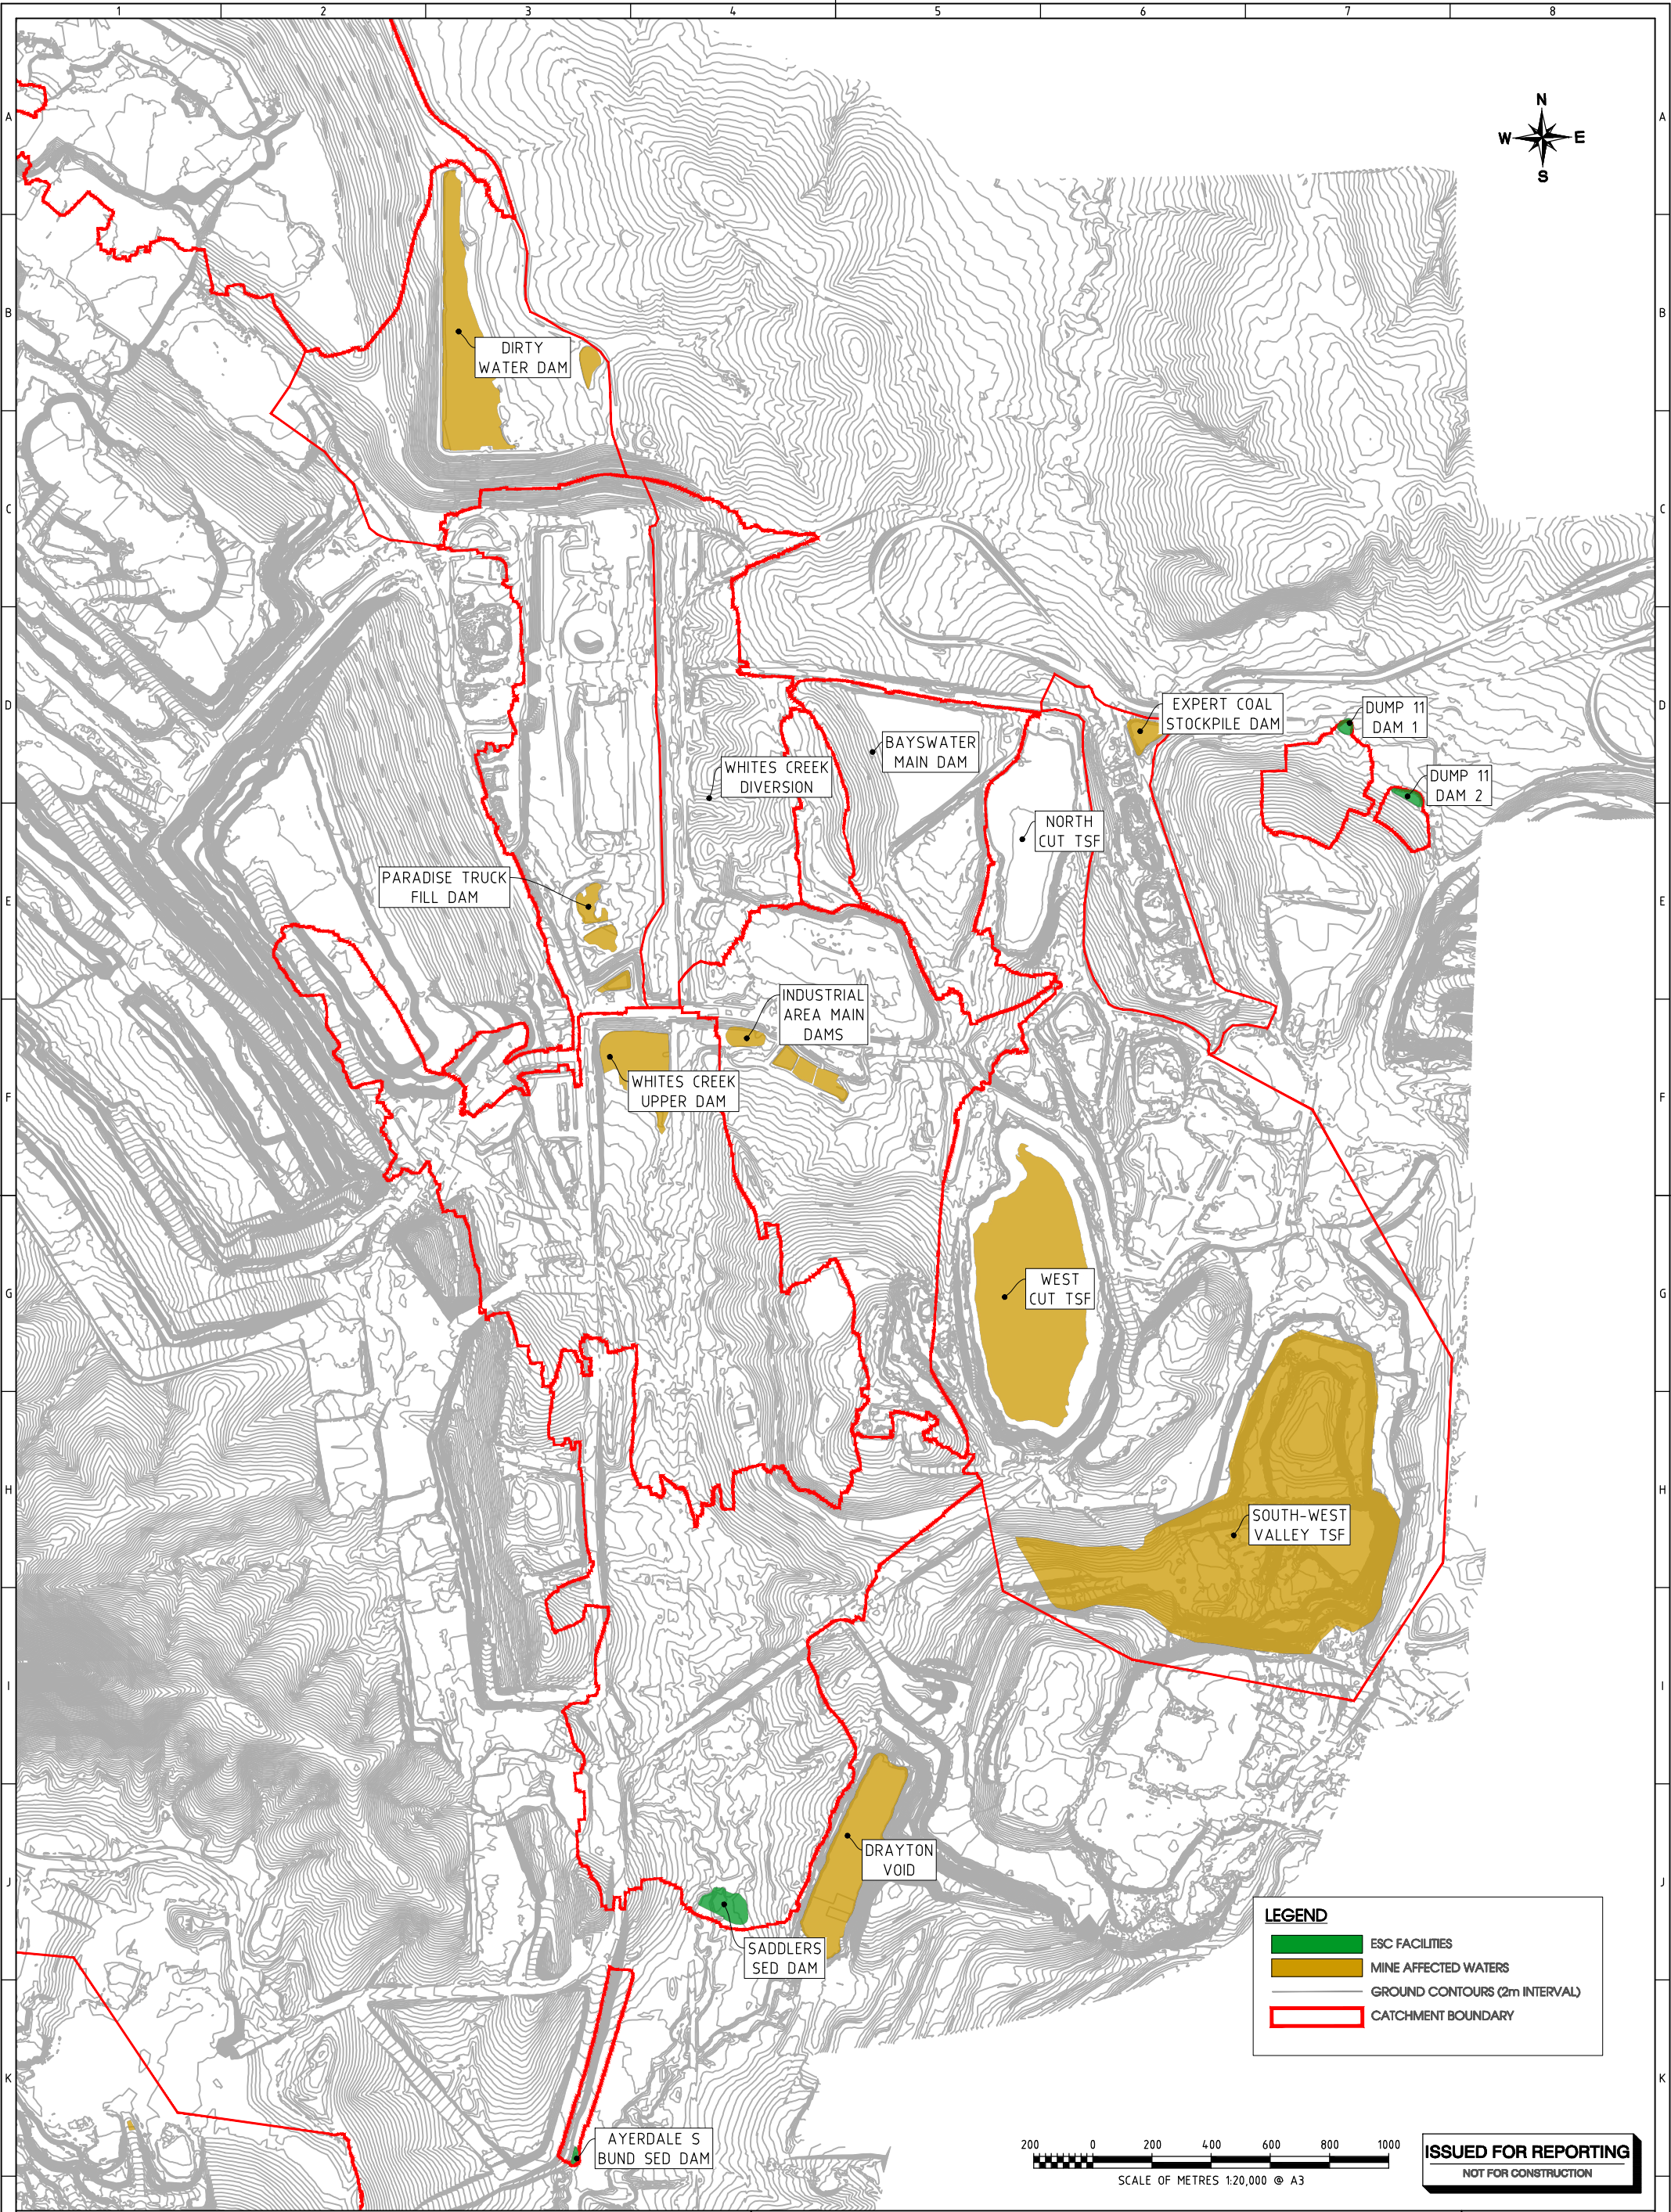 1 2 3 4 5 6 7 8
A A
N
W E
S
B B
DIRTY
WATER DAM
C C
D D
EXPERT COAL
STOCKPILE DAM
DUMP 11
DAM 1
BAYSWATER
MAIN DAM
WHITES CREEK
DIVERSION
DUMP 11
DAM 2
NORTH
CUT TSF
PARADISE TRUCK
FILL DAM
E E
INDUSTRIAL
AREA MAIN
DAMS
WHITES CREEK
UPPER DAM
F F
WEST
CUT TSF
G G
H H
SOUTH-WEST
VALLEY TSF
I I
DRAYTON
VOID
J J
SADDLERS
SED DAM
LEGEND
ESC FACILITIES
MINE AFFECTED WATERS
GROUND CONTOURS (2m INTERVAL)
CATCHMENT BOUNDARY
K K
AYERDALE S
BUND SED DAM
200 0 200 400 600 800 1000
SCALE OF METRES 1:20,000 @ A3
ISSUED FOR REPORTING
NOT FOR CONSTRUCTION